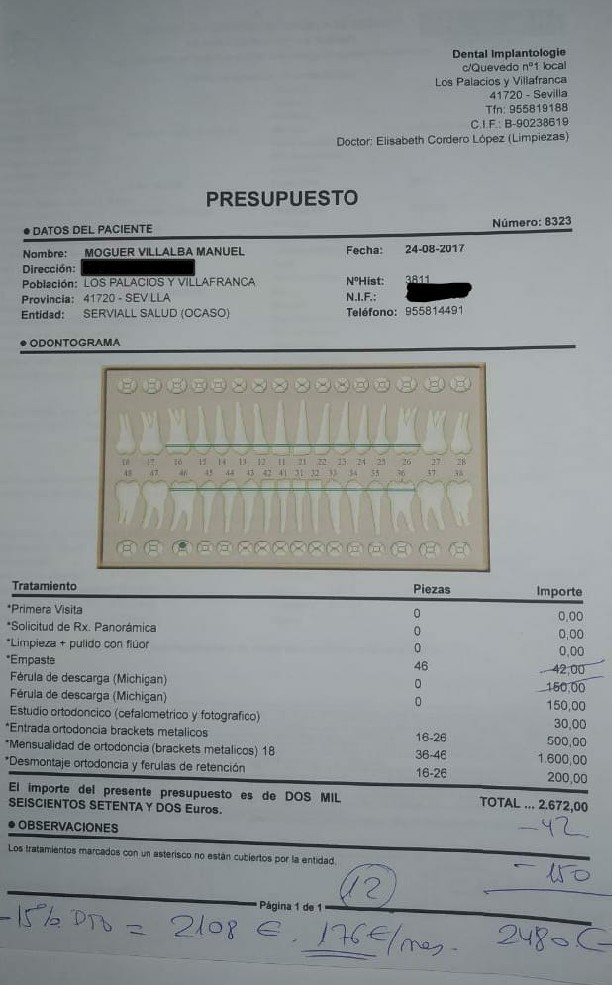 Dental Implantologie
c/Quevedo nº1 local
Los Palacios y Villafranca
41720 - Sevilla
Tfn: 955819188
C.I.F.: B-90238619
Doctor: Elisabeth Cordero López (Limpiezas)
PRESUPUESTO
Número: 8323
● DATOS DEL PACIENTE
Nombre: MOGUER VILLALBA MANUEL Fecha: 24-08-2017
Dirección:
Población: LOS PALACIOS Y VILLAFRANCA NºHist: 3811
Provincia: 41720 - SEVILLA N.I.F.:
Entidad: SERVIALL SALUD (OCASO) Teléfono: 955814491
● ODONTOGRAMA
18 17 16 15 14 13 12 11 21 22 23 24 25 26 27 28
48 47 46 45 44 43 42 41 31 32 33 34 35 36 37 38
Tratamiento Piezas Importe
*Primera Visita 0 0,00
*Solicitud de Rx. Panorámica 0 0,00
*Limpieza + pulido con flúor 0 0,00
*Empaste 46 42,00
Férula de descarga (Michigan) 0 150,00
Férula de descarga (Michigan) 0 150,00
Estudio ortodoncico (cefalometrico y fotografico) 30,00
*Entrada ortodoncia brackets metalicos 16-26 500,00
*Mensualidad de ortodoncia (brackets metalicos) 18 36-46 1.600,00
*Desmontaje ortodoncia y ferulas de retención 16-26 200,00
El importe del presente presupuesto es de DOS MIL TOTAL ... 2.672,00
SEISCIENTOS SETENTA Y DOS Euros.
- 42
● OBSERVACIONES
Los tratamientos marcados con un asterisco no están cubiertos por la entidad.
- 150
12
Página 1 de 1
-15% DTO = 2108 €. 176€/mes. 2480 €